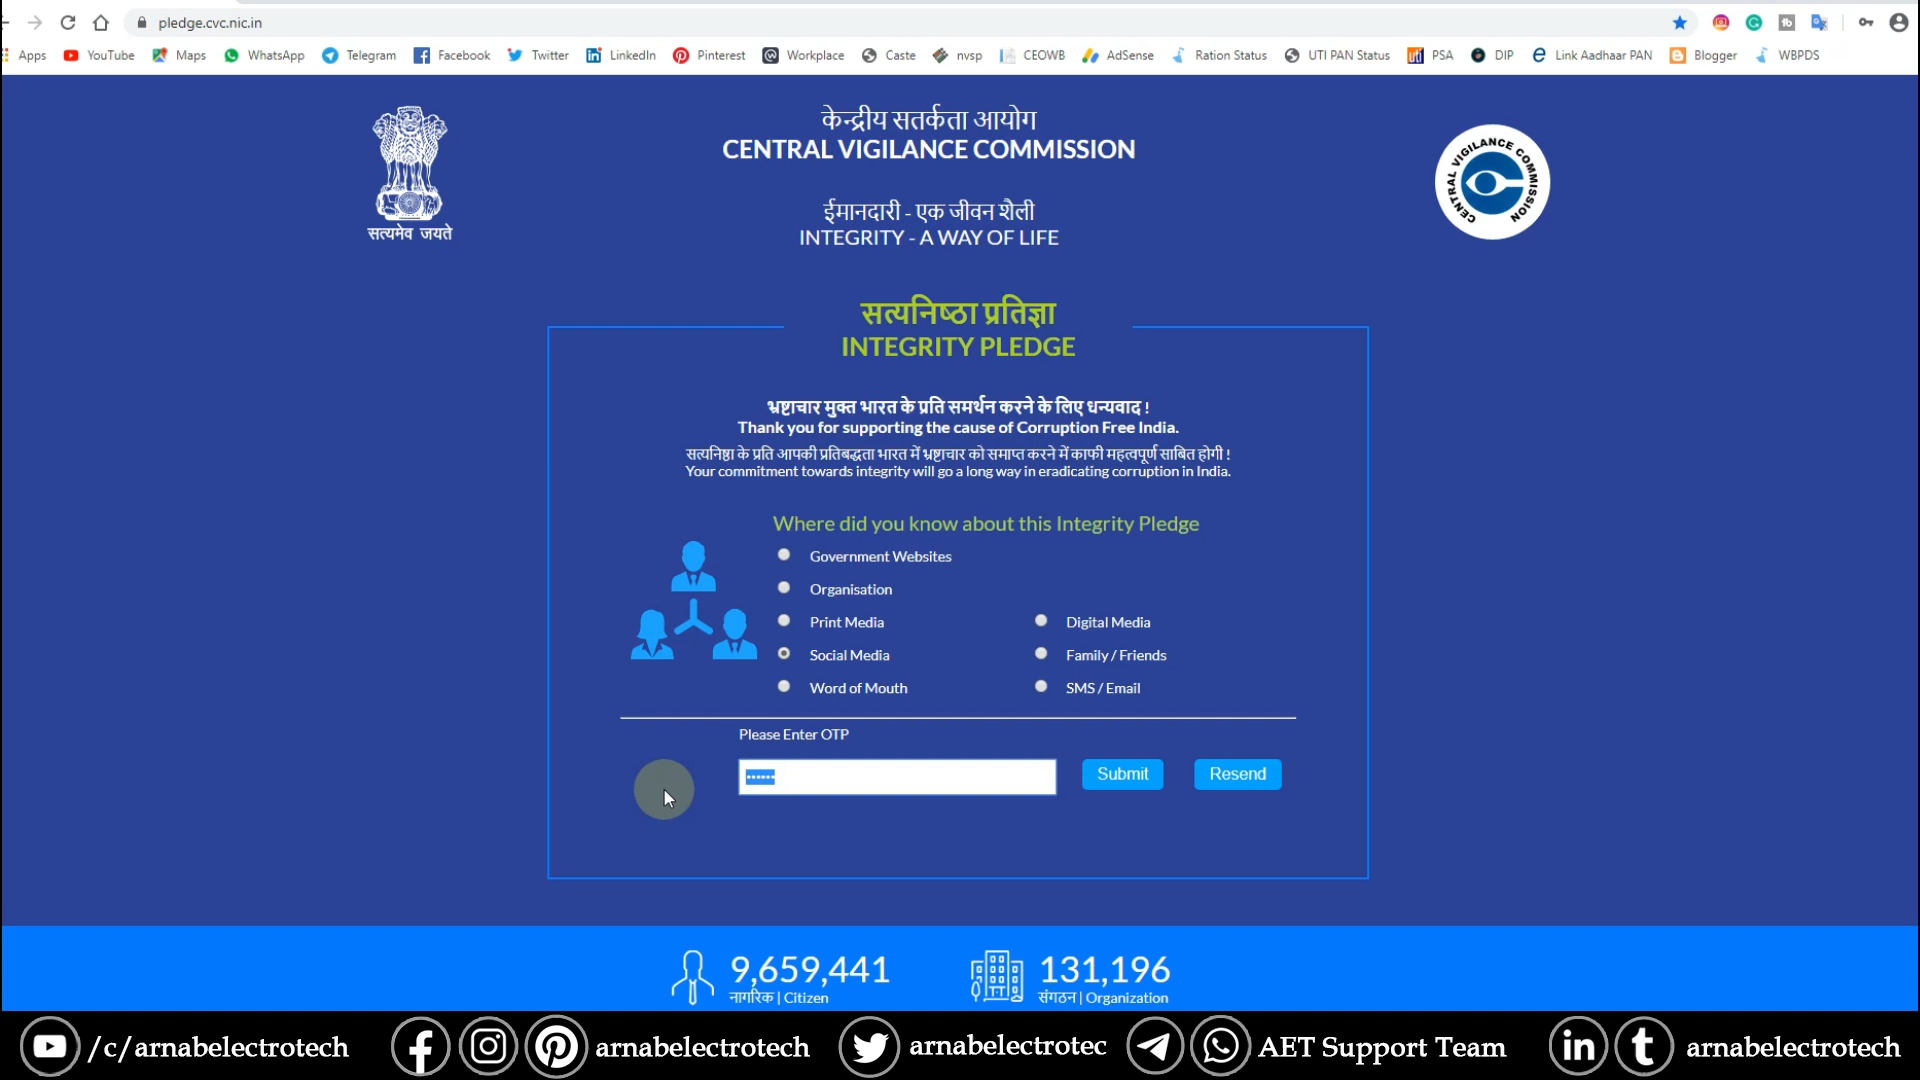 pledge.cvc.nic.in
Apps YouTube Maps WhatsApp Telegram Facebook Twitter LinkedIn Pinterest Workplace Caste nvsp CEOWB AdSense Ration Status UTI PAN Status PSA DIP Link Aadhaar PAN Blogger WBPDS
केन्द्रीय सतर्कता आयोग
CENTRAL VIGILANCE COMMISSION
ईमानदारी - एक जीवन शैली
INTEGRITY - A WAY OF LIFE
सत्यमेव जयते
CENTRAL VIGILANCE COMMISSION
सत्यनिष्ठा प्रतिज्ञा
INTEGRITY PLEDGE
भ्रष्टाचार मुक्त भारत के प्रति समर्थन करने के लिए धन्यवाद !
Thank you for supporting the cause of Corruption Free India.
सत्यनिष्ठा के प्रति आपकी प्रतिबद्धता भारत में भ्रष्टाचार को समाप्त करने में काफी महत्वपूर्ण साबित होगी !
Your commitment towards integrity will go a long way in eradicating corruption in India.
Where did you know about this Integrity Pledge
Government Websites
Organisation
Print Media Digital Media
Social Media Family / Friends
Word of Mouth SMS / Email
Please Enter OTP
Submit Resend
9,659,441 131,196
नागरिक | Citizen संगठन | Organization
/c/arnabelectrotech arnabelectrotech arnabelectrotec AET Support Team arnabelectrotech